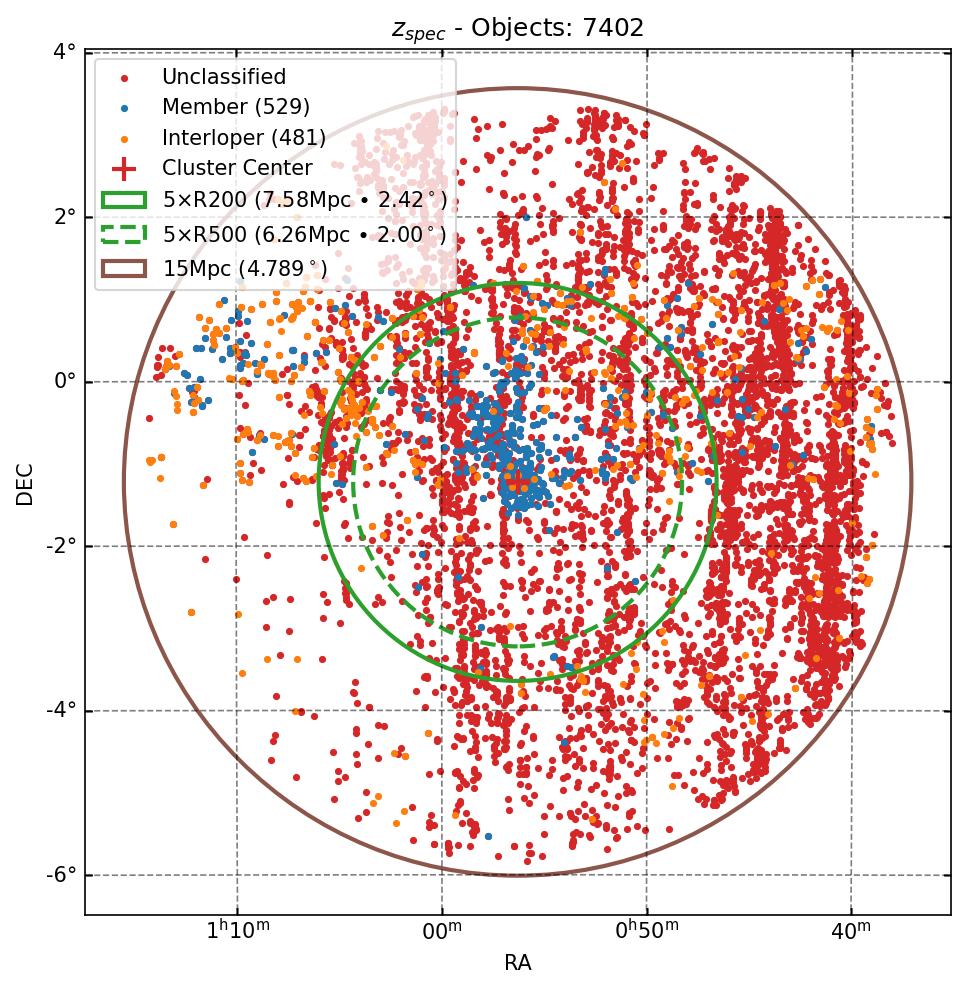 z_spec - Objects: 7402
Unclassified
Member (529)
Interloper (481)
Cluster Center
5×R200 (7.58Mpc • 2.42°)
5×R500 (6.26Mpc • 2.00°)
15Mpc (4.789°)
4°
2°
0°
-2°
-4°
-6°
DEC
1ʰ10ᵐ
00ᵐ
0ʰ50ᵐ
40ᵐ
RA